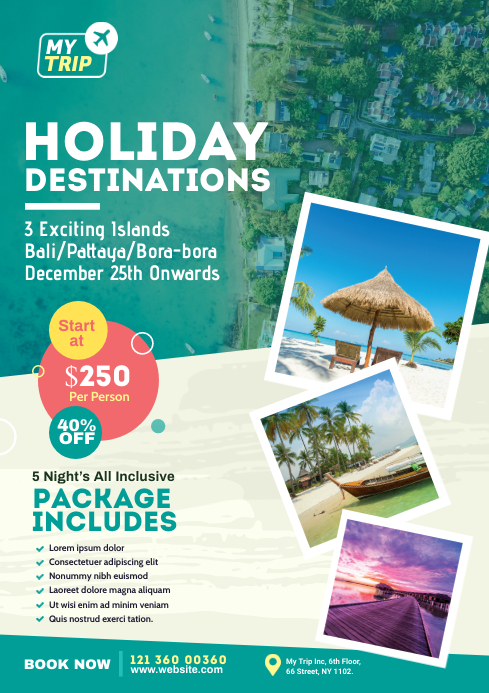 MY
TRIP
HOLIDAY
DESTINATIONS
3 Exciting Islands
Bali/Pattaya/Bora-bora
December 25th Onwards
Start
at
$250
Per Person
40%
OFF
5 Night's All Inclusive
PACKAGE
INCLUDES
Lorem ipsum dolor
Consectetuer adipiscing elit
Nonummy nibh euismod
Laoreet dolore magna aliquam
Ut wisi enim ad minim veniam
Quis nostrud exerci tation.
BOOK NOW
121 360 00360
www.website.com
My Trip Inc, 6th Floor,
66 Street, NY 1102.